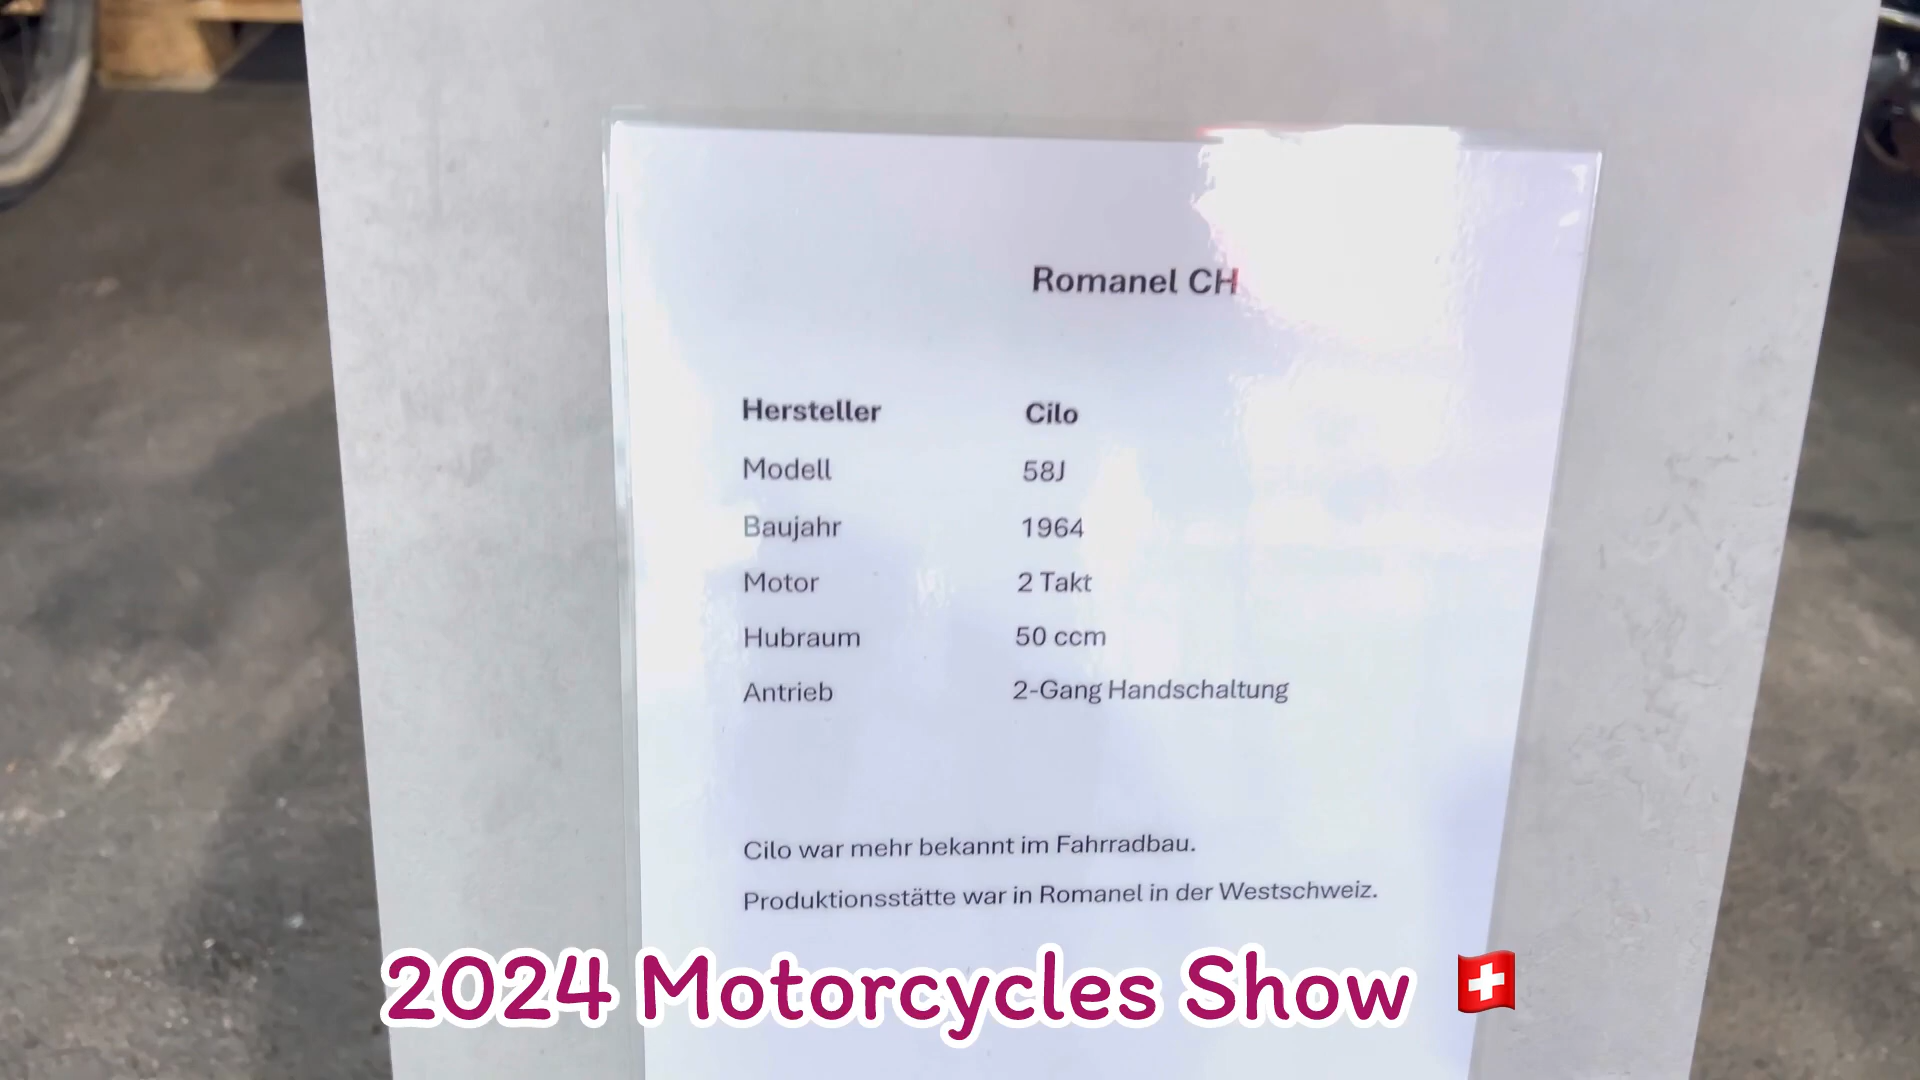 Romanel CH
Hersteller Cilo
Modell 58J
Baujahr 1964
Motor 2 Takt
Hubraum 50 ccm
Antrieb 2-Gang Handschaltung
Cilo war mehr bekannt im Fahrradbau.
Produktionsstätte war in Romanel in der Westschweiz.
2024 Motorcycles Show 🇨🇭